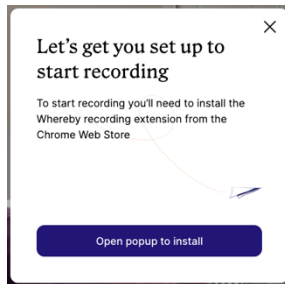 Let’s get you set up to
start recording
To start recording you'll need to install the
Whereby recording extension from the
Chrome Web Store
Open popup to install